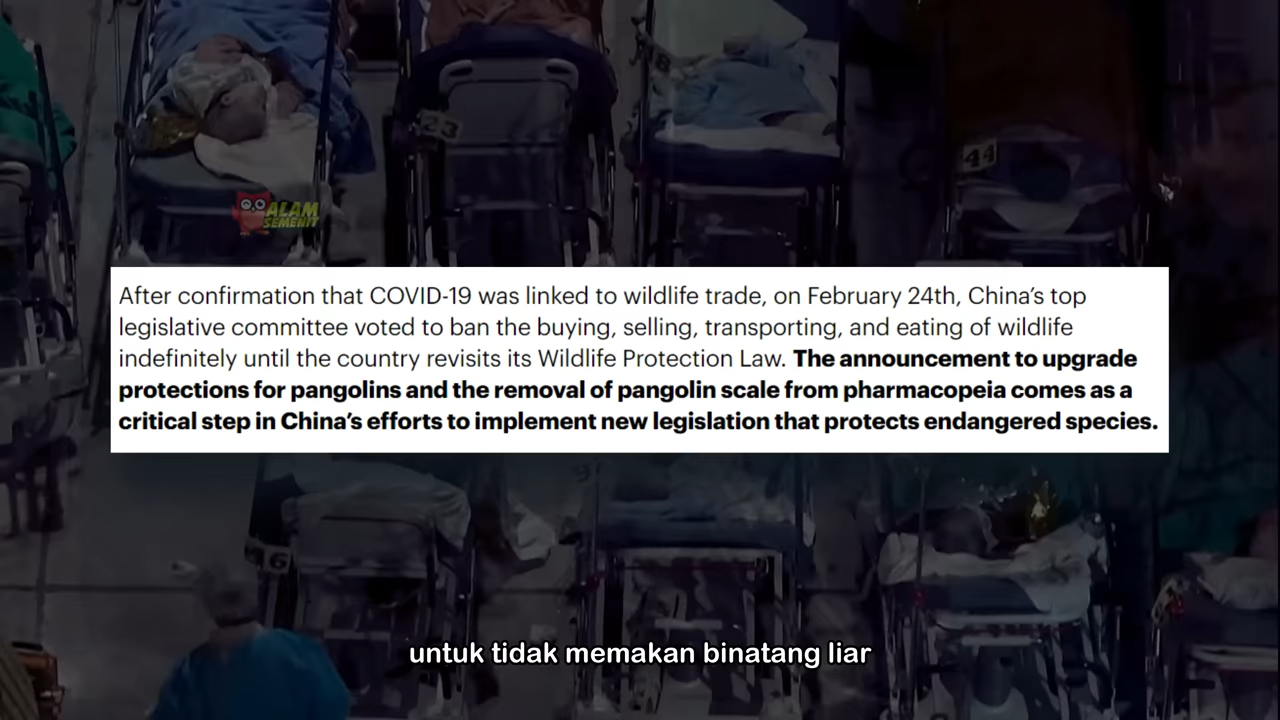 33
44
ALAM
SEMENIT
After confirmation that COVID-19 was linked to wildlife trade, on February 24th, China's top
legislative committee voted to ban the buying, selling, transporting, and eating of wildlife
indefinitely until the country revisits its Wildlife Protection Law. The announcement to upgrade
protections for pangolins and the removal of pangolin scale from pharmacopeia comes as a
critical step in China's efforts to implement new legislation that protects endangered species.
16
untuk tidak memakan binatang liar